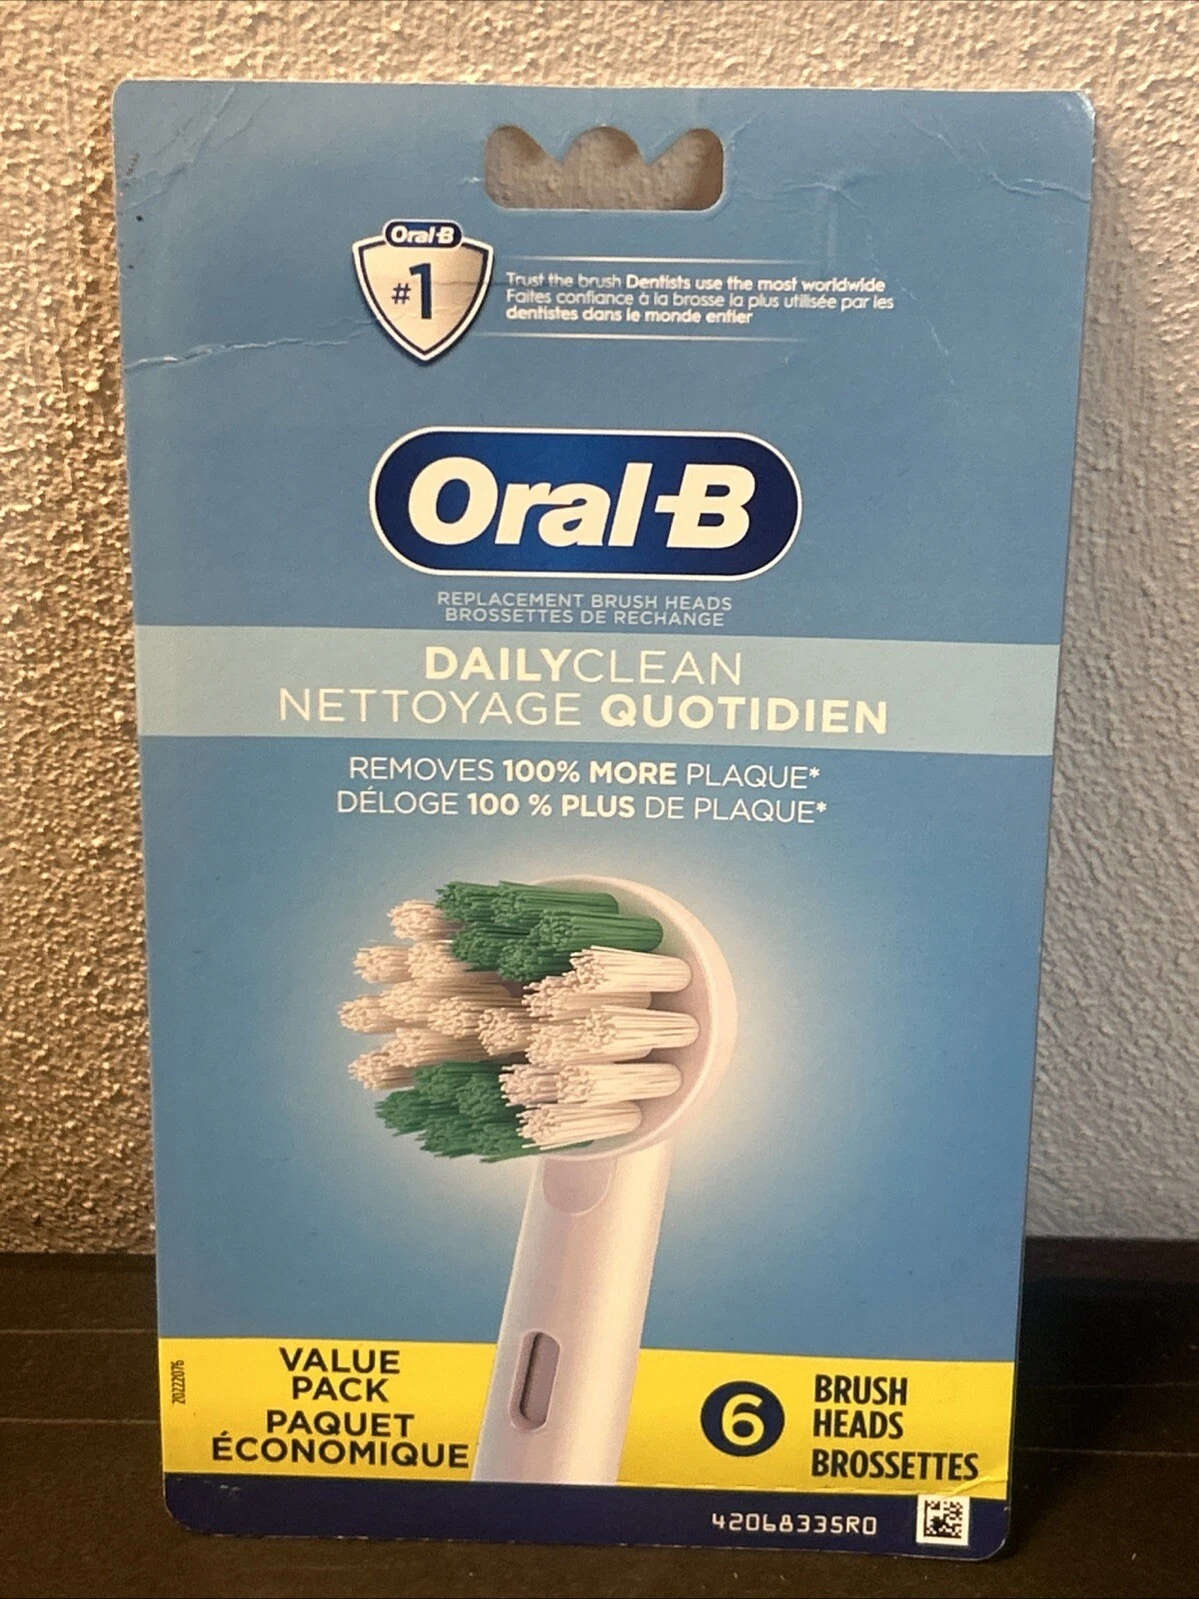 Oral-B
#1
Trust the brush Dentists use the most worldwide
Faites confiance à la brosse la plus utilisée par les
dentistes dans le monde entier
Oral-B
REPLACEMENT BRUSH HEADS
BROSSETTES DE RECHANGE
DAILYCLEAN
NETTOYAGE QUOTIDIEN
REMOVES 100% MORE PLAQUE*
DÉLOGE 100 % PLUS DE PLAQUE*
VALUE
PACK
PAQUET
ÉCONOMIQUE
6
BRUSH
HEADS
BROSSETTES
20222076
42068335R0